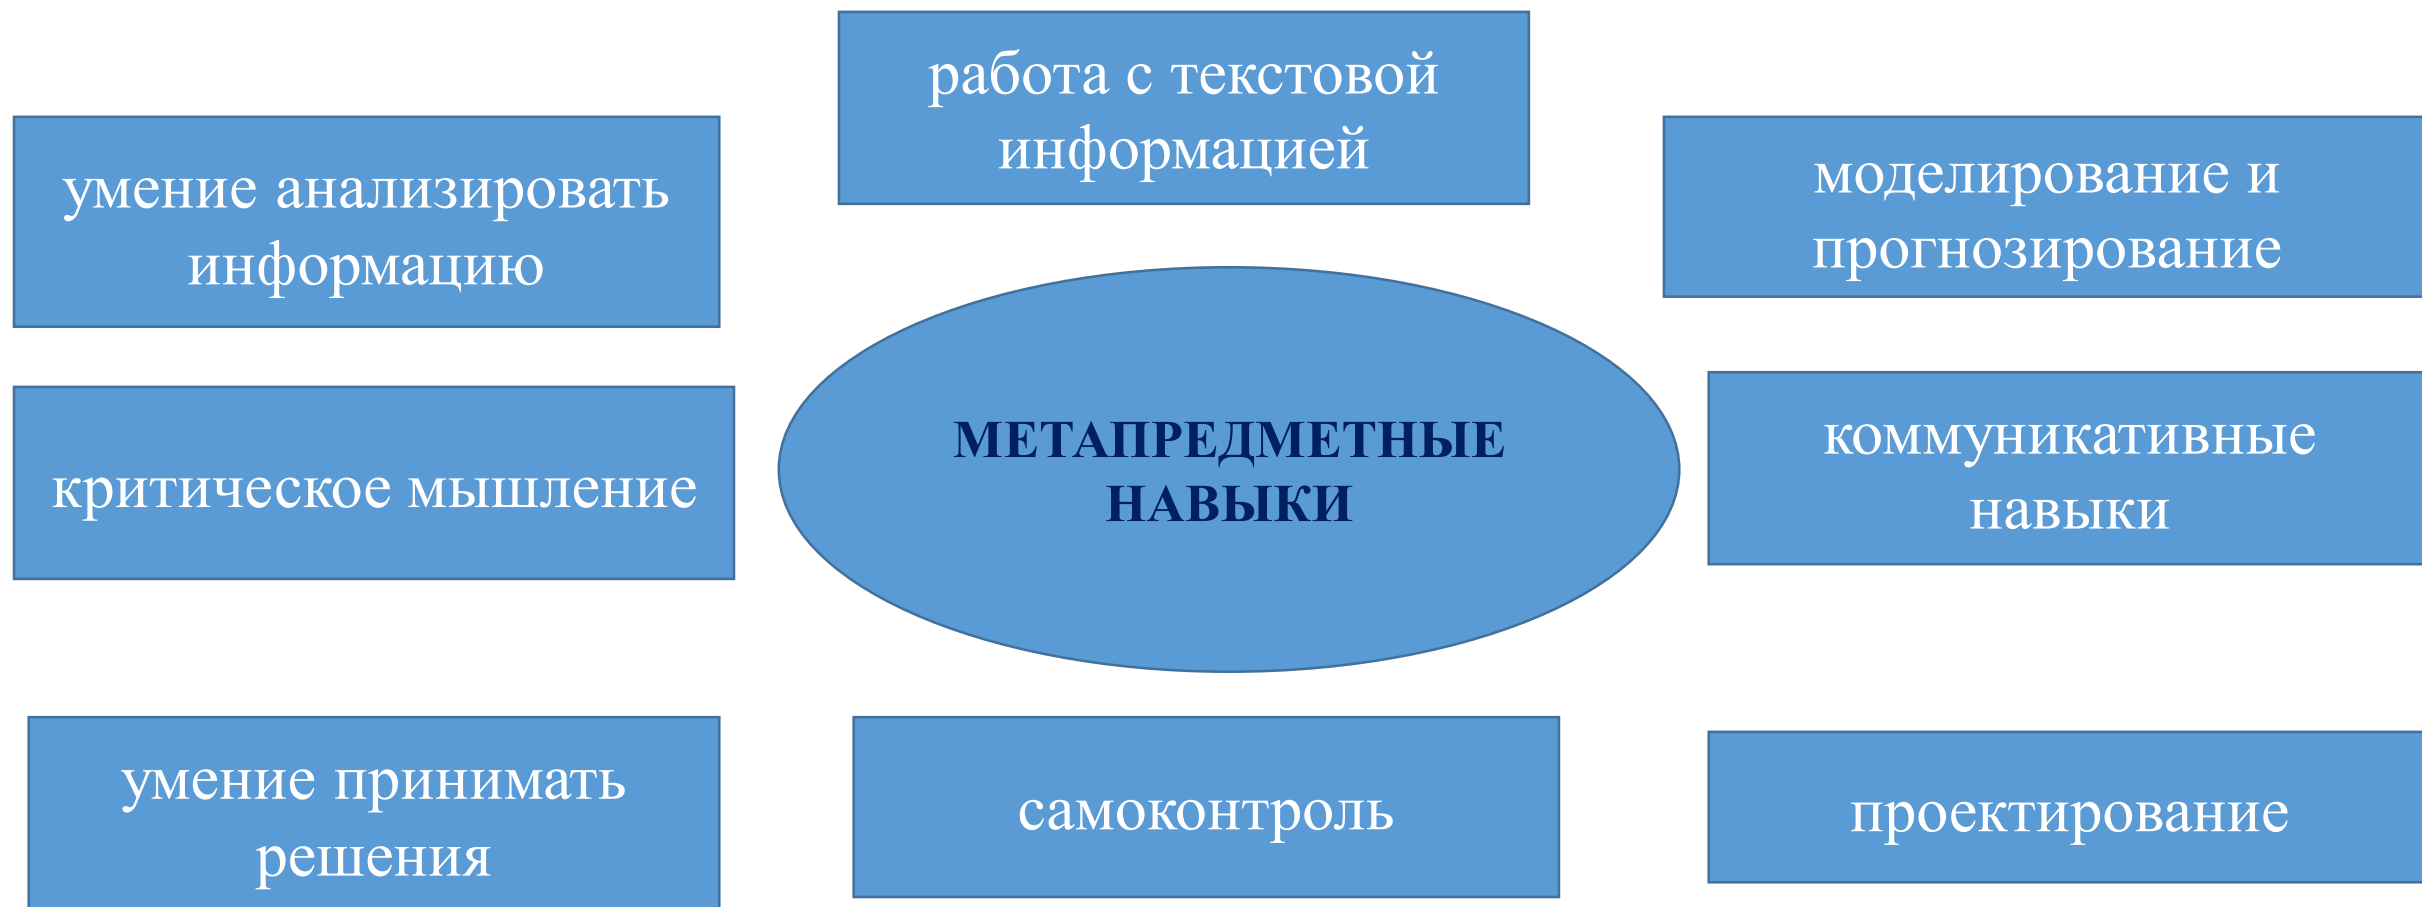 работа с текстовой
информацией
умение анализировать
информацию
моделирование и
прогнозирование
критическое мышление
МЕТАПРЕДМЕТНЫЕ
НАВЫКИ
коммуникативные
навыки
умение принимать
решения
самоконтроль
проектирование